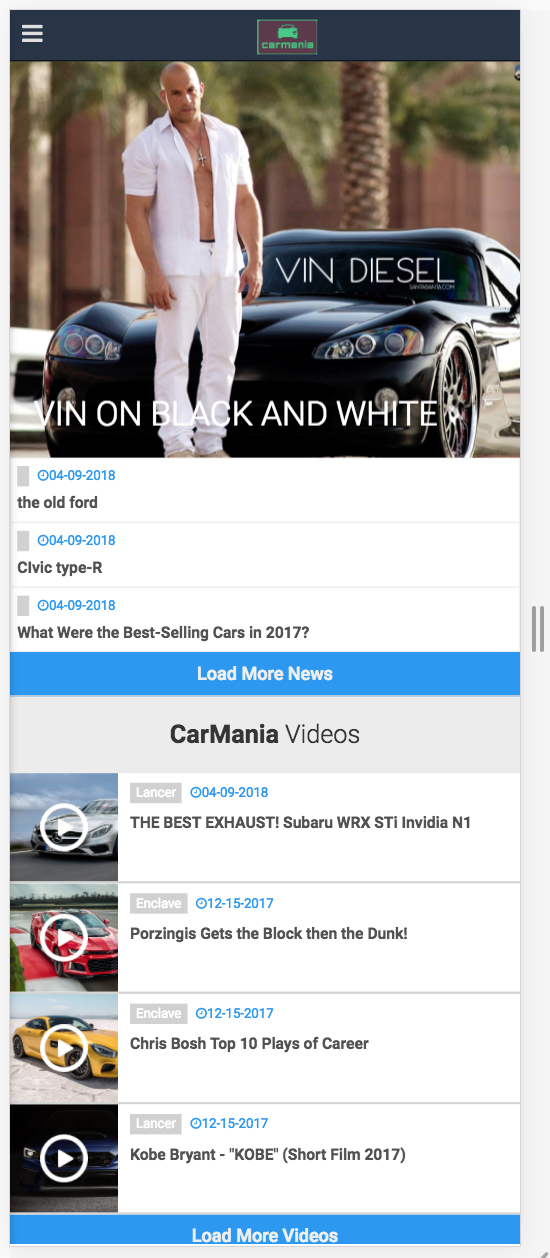 carmania
VIN DIESEL
SANTABANTA.COM
VIN ON BLACK AND WHITE
04-09-2018
the old ford
04-09-2018
CIvic type-R
04-09-2018
What Were the Best-Selling Cars in 2017?
Load More News
CarMania Videos
Lancer 04-09-2018
THE BEST EXHAUST! Subaru WRX STi Invidia N1
Enclave 12-15-2017
Porzingis Gets the Block then the Dunk!
Enclave 12-15-2017
Chris Bosh Top 10 Plays of Career
Lancer 12-15-2017
Kobe Bryant - "KOBE" (Short Film 2017)
Load More Videos